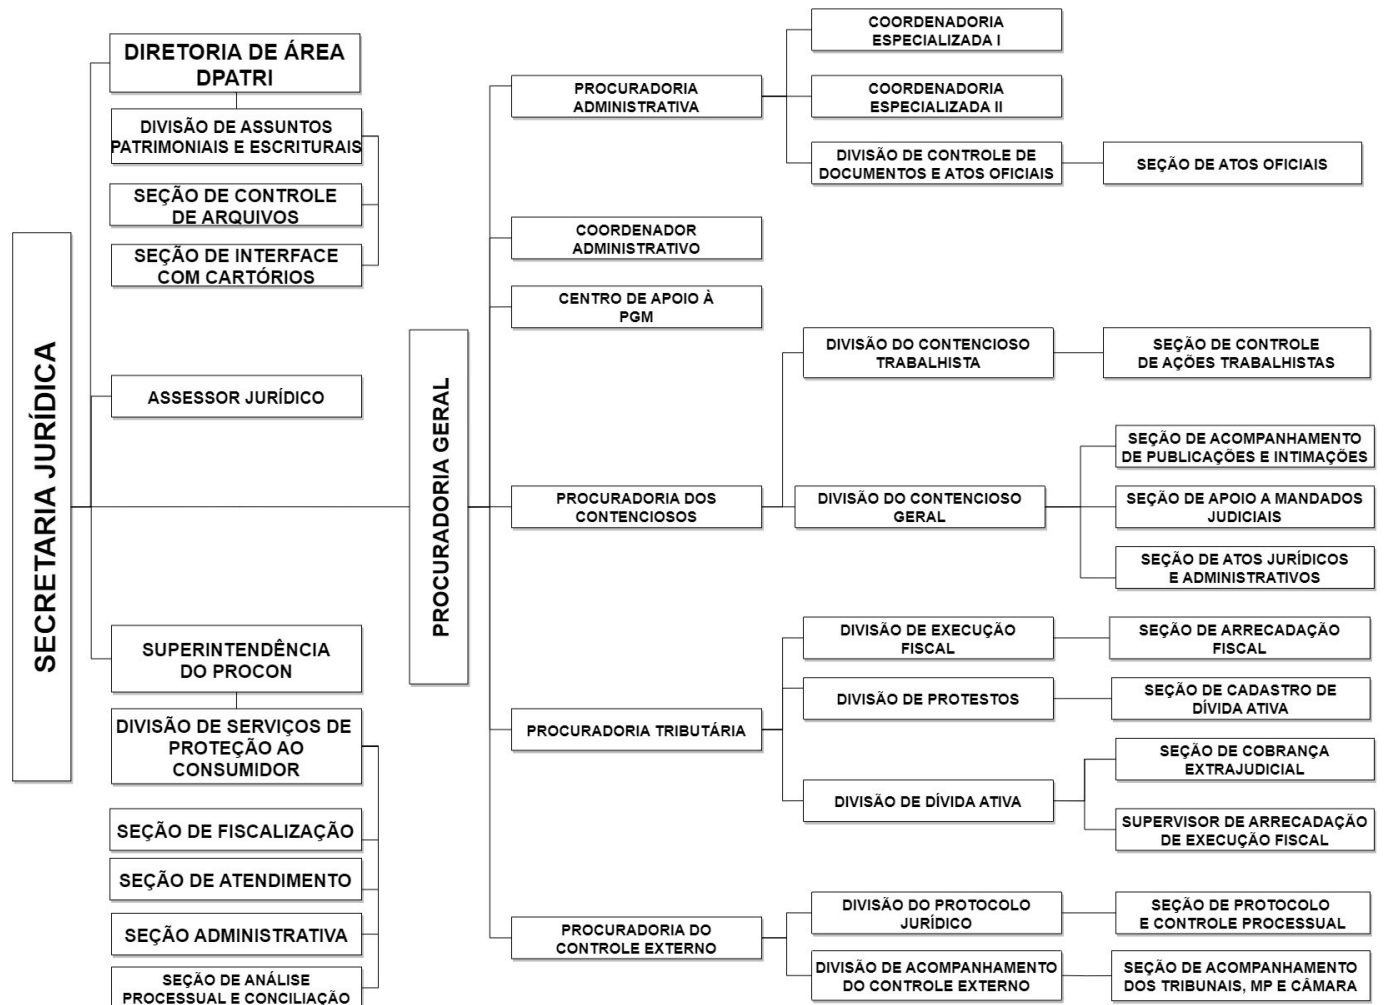 SECRETARIA JURÍDICA
DIRETORIA DE ÁREA
DPATRI
DIVISÃO DE ASSUNTOS
PATRIMONIAIS E ESCRITURAIS
SEÇÃO DE CONTROLE
DE ARQUIVOS
SEÇÃO DE INTERFACE
COM CARTÓRIOS
ASSESSOR JURÍDICO
SUPERINTENDÊNCIA
DO PROCON
DIVISÃO DE SERVIÇOS DE
PROTEÇÃO AO
CONSUMIDOR
SEÇÃO DE FISCALIZAÇÃO
SEÇÃO DE ATENDIMENTO
SEÇÃO ADMINISTRATIVA
SEÇÃO DE ANÁLISE
PROCESSUAL E CONCILIAÇÃO
PROCURADORIA GERAL
PROCURADORIA
ADMINISTRATIVA
COORDENADORIA
ESPECIALIZADA I
COORDENADORIA
ESPECIALIZADA II
DIVISÃO DE CONTROLE DE
DOCUMENTOS E ATOS OFICIAIS
SEÇÃO DE ATOS OFICIAIS
COORDENADOR
ADMINISTRATIVO
CENTRO DE APOIO À
PGM
PROCURADORIA DOS
CONTENCIOSOS
DIVISÃO DO CONTENCIOSO
TRABALHISTA
SEÇÃO DE CONTROLE
DE AÇÕES TRABALHISTAS
DIVISÃO DO CONTENCIOSO
GERAL
SEÇÃO DE ACOMPANHAMENTO
DE PUBLICAÇÕES E INTIMAÇÕES
SEÇÃO DE APOIO A MANDADOS
JUDICIAIS
SEÇÃO DE ATOS JURÍDICOS
E ADMINISTRATIVOS
PROCURADORIA TRIBUTÁRIA
DIVISÃO DE EXECUÇÃO
FISCAL
SEÇÃO DE ARRECADAÇÃO
FISCAL
DIVISÃO DE PROTESTOS
SEÇÃO DE CADASTRO DE
DÍVIDA ATIVA
DIVISÃO DE DÍVIDA ATIVA
SEÇÃO DE COBRANÇA
EXTRAJUDICIAL
SUPERVISOR DE ARRECADAÇÃO
DE EXECUÇÃO FISCAL
PROCURADORIA DO
CONTROLE EXTERNO
DIVISÃO DO PROTOCOLO
JURÍDICO
SEÇÃO DE PROTOCOLO
E CONTROLE PROCESSUAL
DIVISÃO DE ACOMPANHAMENTO
DO CONTROLE EXTERNO
SEÇÃO DE ACOMPANHAMENTO
DOS TRIBUNAIS, MP E CÂMARA